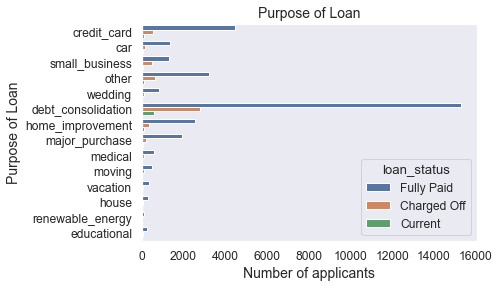 Purpose of Loan
Purpose of Loan
credit_card
car
small_business
other
wedding
debt_consolidation
home_improvement
major_purchase
medical
moving
vacation
house
renewable_energy
educational
loan_status
Fully Paid
Charged Off
Current
0 2000 4000 6000 8000 10000 12000 14000 16000
Number of applicants